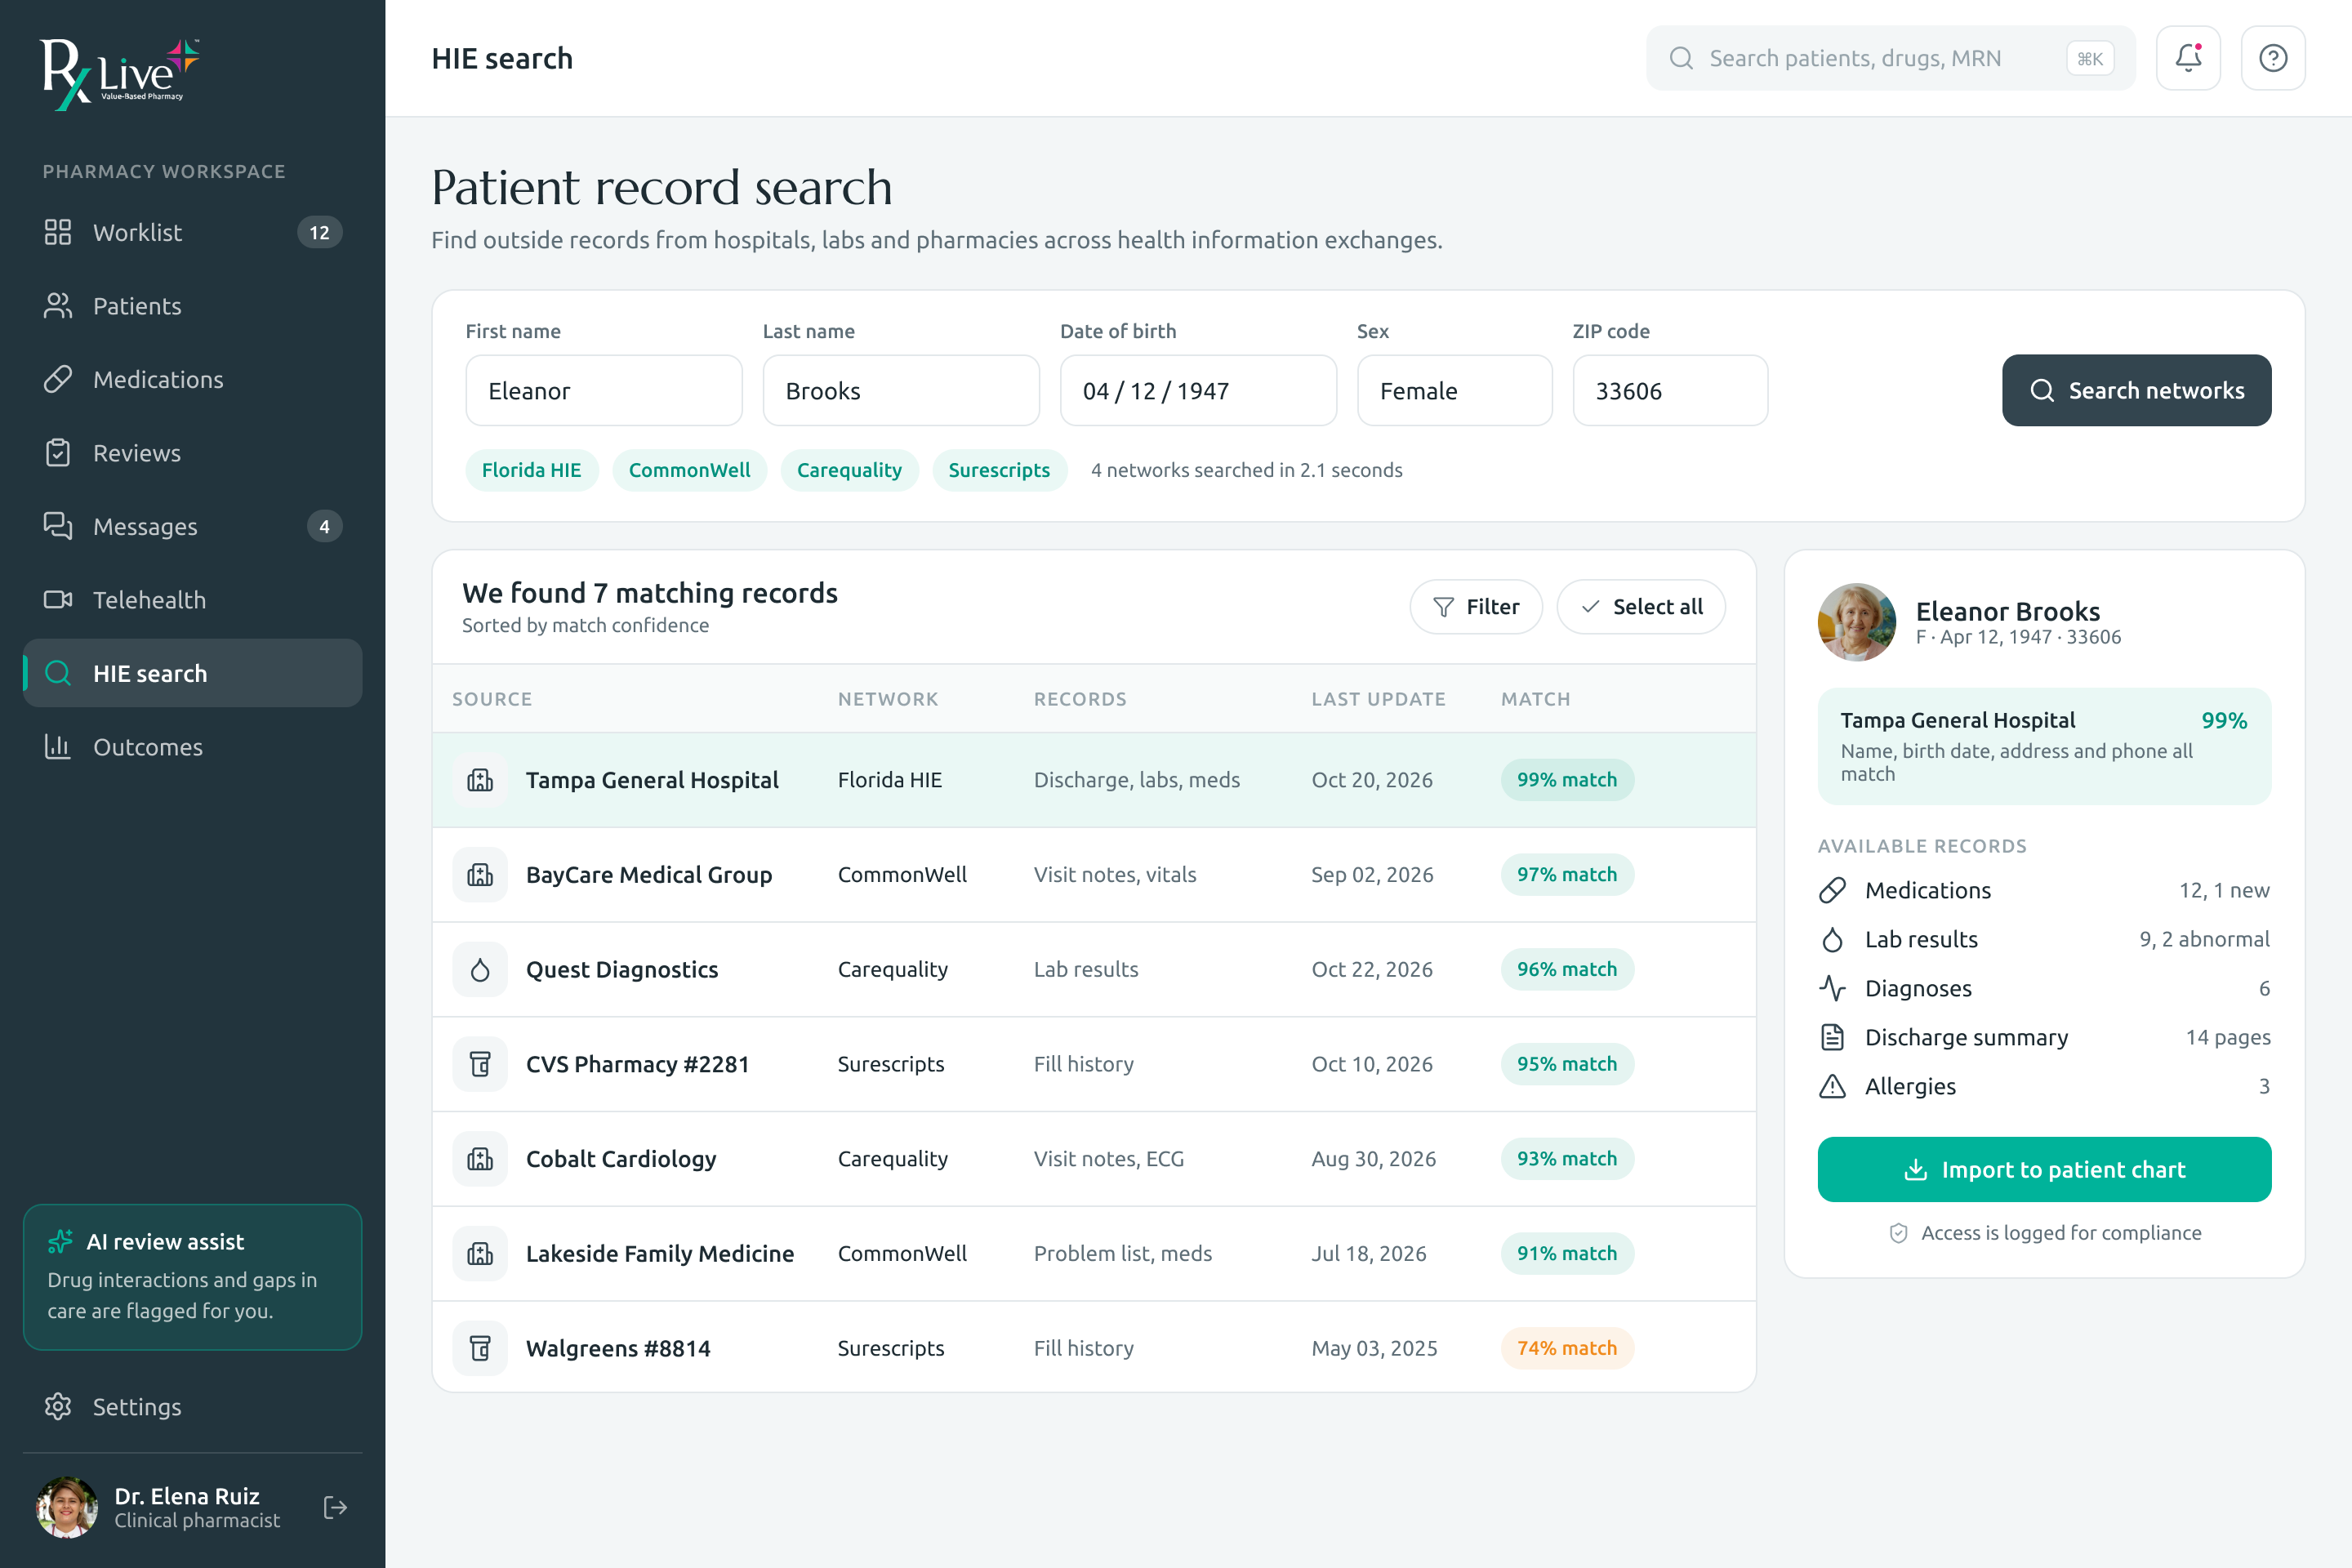 Rx Live™
Value-Based Pharmacy
PHARMACY WORKSPACE
Worklist 12
Patients
Medications
Reviews
Messages 4
Telehealth
HIE search
Outcomes
AI review assist
Drug interactions and gaps in
care are flagged for you.
Settings
Dr. Elena Ruiz
Clinical pharmacist
HIE search
Search patients, drugs, MRN ⌘K
Patient record search
Find outside records from hospitals, labs and pharmacies across health information exchanges.
First name Last name Date of birth Sex ZIP code
Eleanor Brooks 04 / 12 / 1947 Female 33606 Search networks
Florida HIE CommonWell Carequality Surescripts 4 networks searched in 2.1 seconds
We found 7 matching records
Sorted by match confidence
Filter Select all
SOURCE NETWORK RECORDS LAST UPDATE MATCH
Tampa General Hospital Florida HIE Discharge, labs, meds Oct 20, 2026 99% match
BayCare Medical Group CommonWell Visit notes, vitals Sep 02, 2026 97% match
Quest Diagnostics Carequality Lab results Oct 22, 2026 96% match
CVS Pharmacy #2281 Surescripts Fill history Oct 10, 2026 95% match
Cobalt Cardiology Carequality Visit notes, ECG Aug 30, 2026 93% match
Lakeside Family Medicine CommonWell Problem list, meds Jul 18, 2026 91% match
Walgreens #8814 Surescripts Fill history May 03, 2025 74% match
Eleanor Brooks
F · Apr 12, 1947 · 33606
Tampa General Hospital 99%
Name, birth date, address and phone all
match
AVAILABLE RECORDS
Medications 12, 1 new
Lab results 9, 2 abnormal
Diagnoses 6
Discharge summary 14 pages
Allergies 3
Import to patient chart
Access is logged for compliance